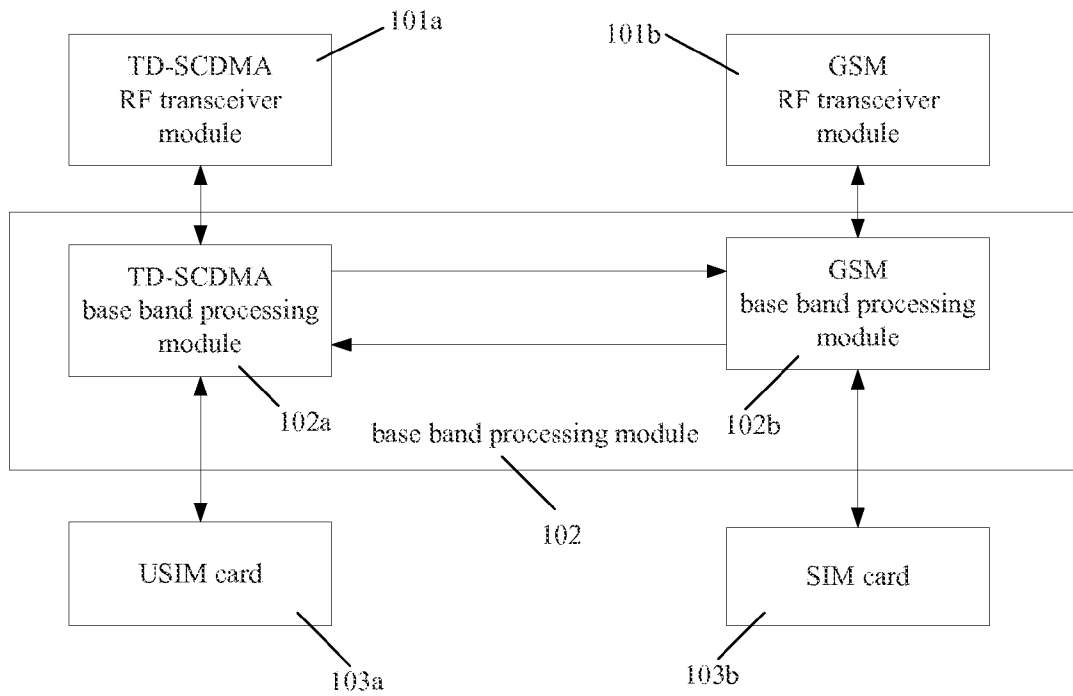 101a
101b
TD-SCDMA
RF transceiver
module
GSM
RF transceiver
module
TD-SCDMA
base band processing
module
GSM
base band processing
module
102a
102b
base band processing module
102
USIM card
SIM card
103a
103b